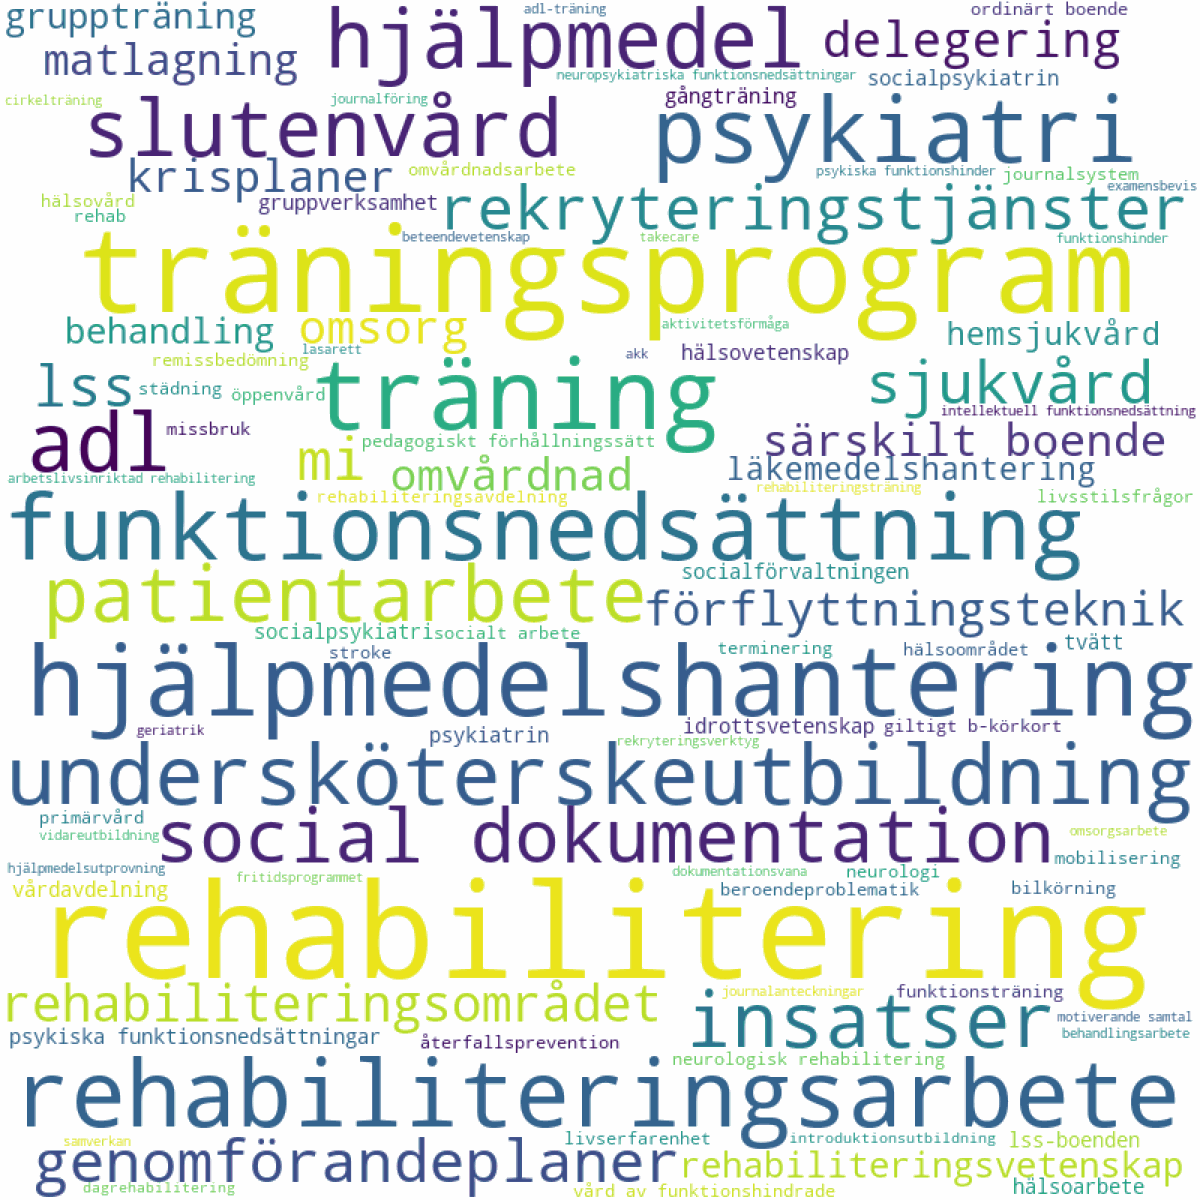 gruppträning
hjälpmedel
adl-träning
ordinärt boende
delegering
matlagning
neuropsykiatriska funktionsnedsättningar
socialpsykiatrin
cirkelträning
journalföring
gångträning
slutenvård
psykiatri
krisplaner
omvårdnadsarbete
psykiska funktionshinder
journalsystem
examensbevis
hälsovård
gruppverksamhet
rekryteringstjänster
rehab
beteendevetenskap
takecare
funktionshinder
träningsprogram
behandling
omsorg
aktivitetsförmåga
hemsjukvård
lasarett
remissbedömning
akk
hälsovetenskap
lss
städning
öppenvård
träning
sjukvård
adl
missbruk
intellektuell funktionsnedsättning
mi
pedagogiskt förhållningssätt
särskilt boende
omvårdnad
läkemedelshantering
arbetslivsinriktad rehabilitering
rehabiliteringsavdelning
rehabiliteringsträning
livsstilsfrågor
funktionsnedsättning
patientarbete
socialförvaltningen
förflyttningsteknik
socialpsykiatri
socialt arbete
stroke
terminering
hälsoområdet
tvätt
hjälpmedelshantering
geriatrik
psykiatrin
idrottsvetenskap
giltigt b-körkort
rekryteringsverktyg
undersköterskeutbildning
primärvård
vidareutbildning
social dokumentation
omsorgsarbete
mobilisering
hjälpmedelsutprovning
vårdavdelning
fritidsprogrammet
dokumentationsvana
neurologi
beroendeproblematik
bilkörning
rehabilitering
rehabiliteringsområdet
journalanteckningar
funktionsträning
insatser
motiverande samtal
behandlingsarbete
psykiska funktionsnedsättningar
återfallsprevention
neurologisk rehabilitering
rehabiliteringsarbete
samverkan
genomförandeplaner
livserfarenhet
introduktionsutbildning
lss-boenden
rehabiliteringsvetenskap
dagrehabilitering
vård av funktionshindrade
hälsoarbete